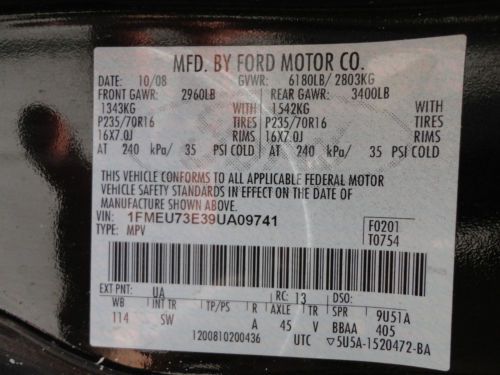 MFD. BY FORD MOTOR CO.
DATE: 10/08 GVWR: 6180LB/ 2803KG
FRONT GAWR: 2960LB REAR GAWR: 3400LB
1343KG WITH 1542KG WITH
P235/70R16 TIRES P235/70R16 TIRES
16X7.0J RIMS 16X7.0J RIMS
AT 240 kPa/ 35 PSI COLD AT 240 kPa/ 35 PSI COLD
THIS VEHICLE CONFORMS TO ALL APPLICABLE FEDERAL MOTOR
VEHICLE SAFETY STANDARDS IN EFFECT ON THE DATE OF
MANUFACTURE SHOWN ABOVE.
VIN: 1FMEU73E39UA09741 F0201
TYPE: MPV T0754
EXT PNT: UA RC: 13 DSO:
WB INT TR TP/PS R AXLE TR SPR 9U51A
114 SW A 45 V BBAA 405
1200810200436 UTC ▽5U5A-1520472-BA